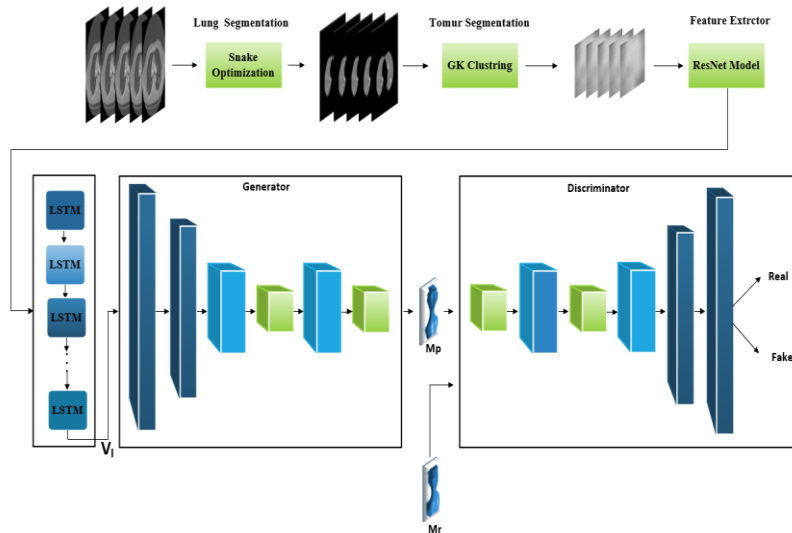 Lung Segmentation
Tomur Segmentation
Feature Extrctor
Snake
Optimization
GK Clustring
ResNet Model
Generator
Discriminator
LSTM
LSTM
LSTM
LSTM
Vl
Mp
Mr
Real
Fake